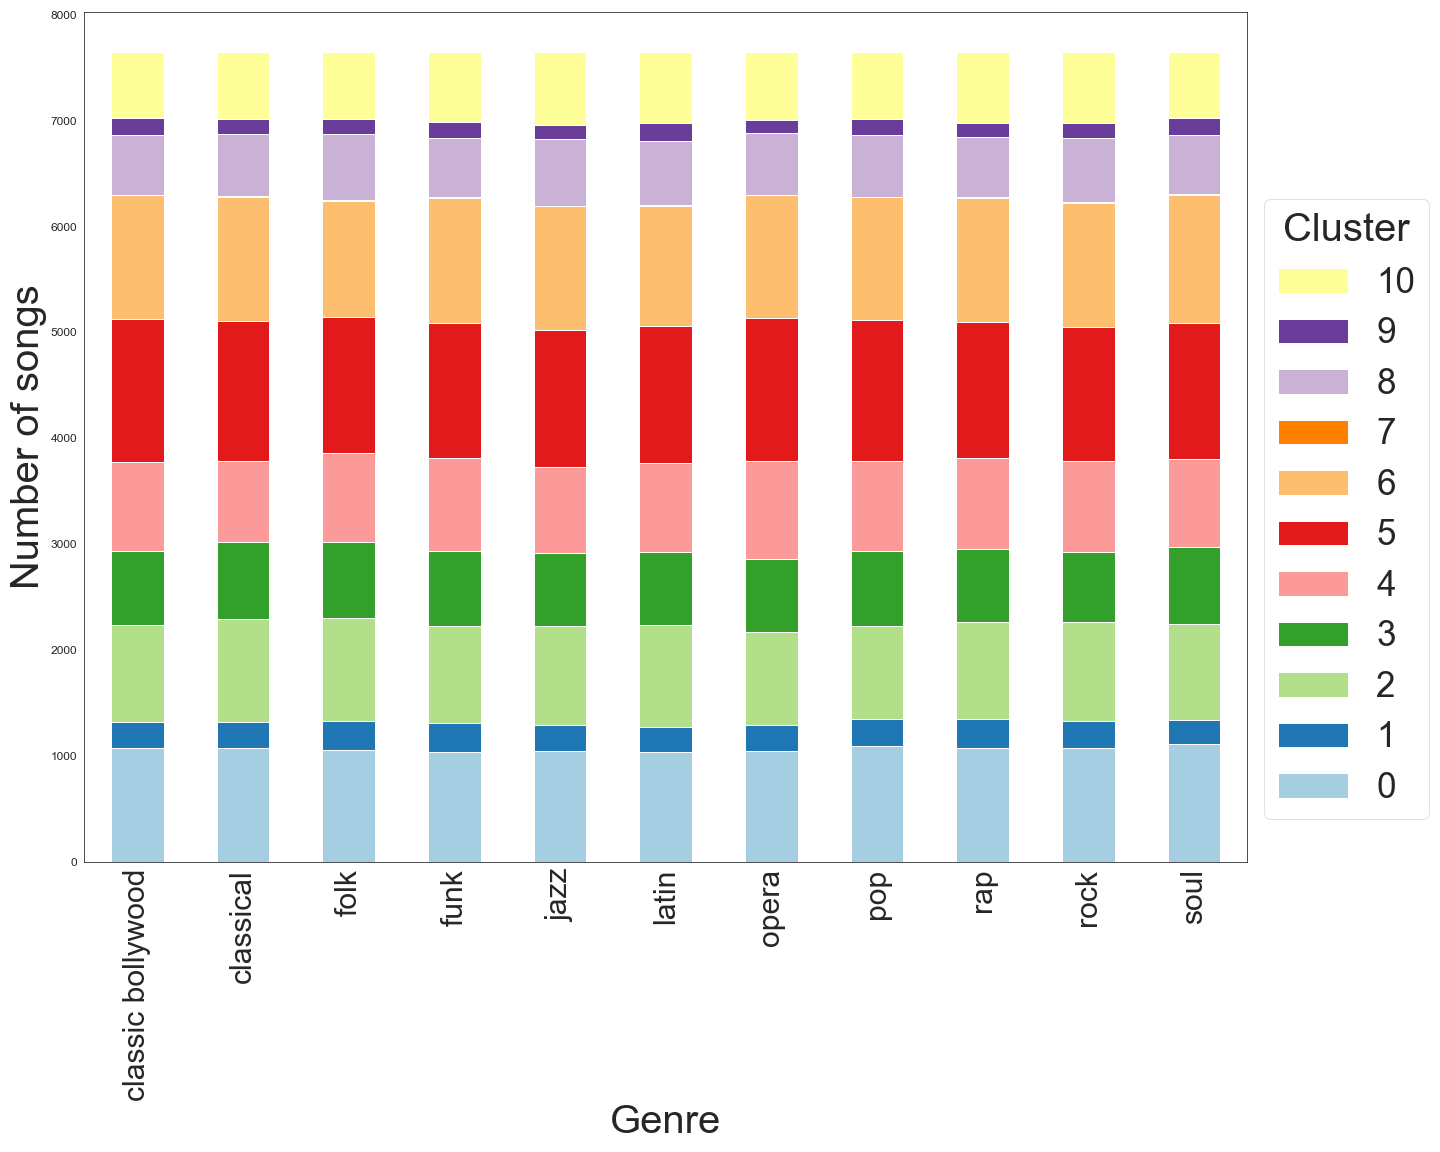 8000
7000
6000
5000
4000
3000
2000
1000
0
Number of songs
classic bollywood
classical
folk
funk
jazz
latin
opera
pop
rap
rock
soul
Genre
Cluster
10
9
8
7
6
5
4
3
2
1
0